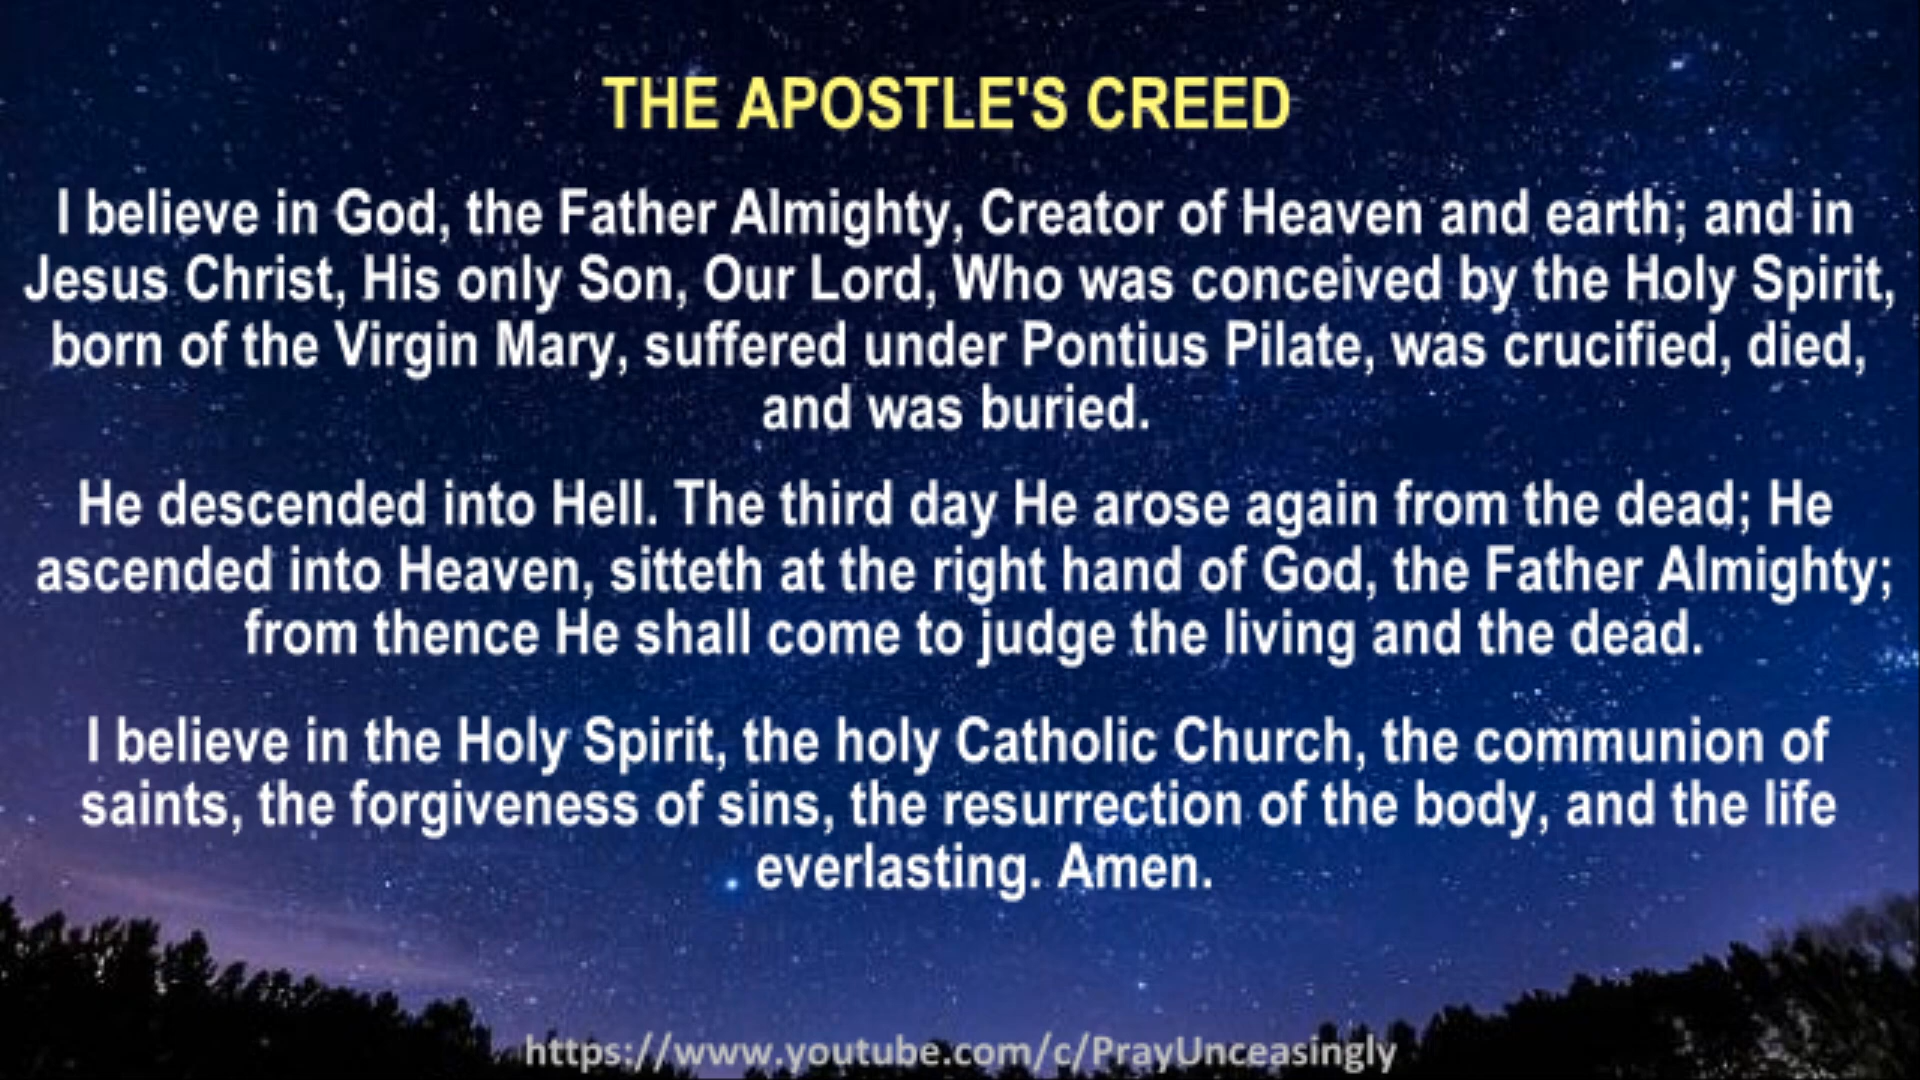 THE APOSTLE'S CREED
I believe in God, the Father Almighty, Creator of Heaven and earth; and in
Jesus Christ, His only Son, Our Lord, Who was conceived by the Holy Spirit,
born of the Virgin Mary, suffered under Pontius Pilate, was crucified, died,
and was buried.
He descended into Hell. The third day He arose again from the dead; He
ascended into Heaven, sitteth at the right hand of God, the Father Almighty;
from thence He shall come to judge the living and the dead.
I believe in the Holy Spirit, the holy Catholic Church, the communion of
saints, the forgiveness of sins, the resurrection of the body, and the life
everlasting. Amen.
https://www.youtube.com/c/PrayUnceasingly